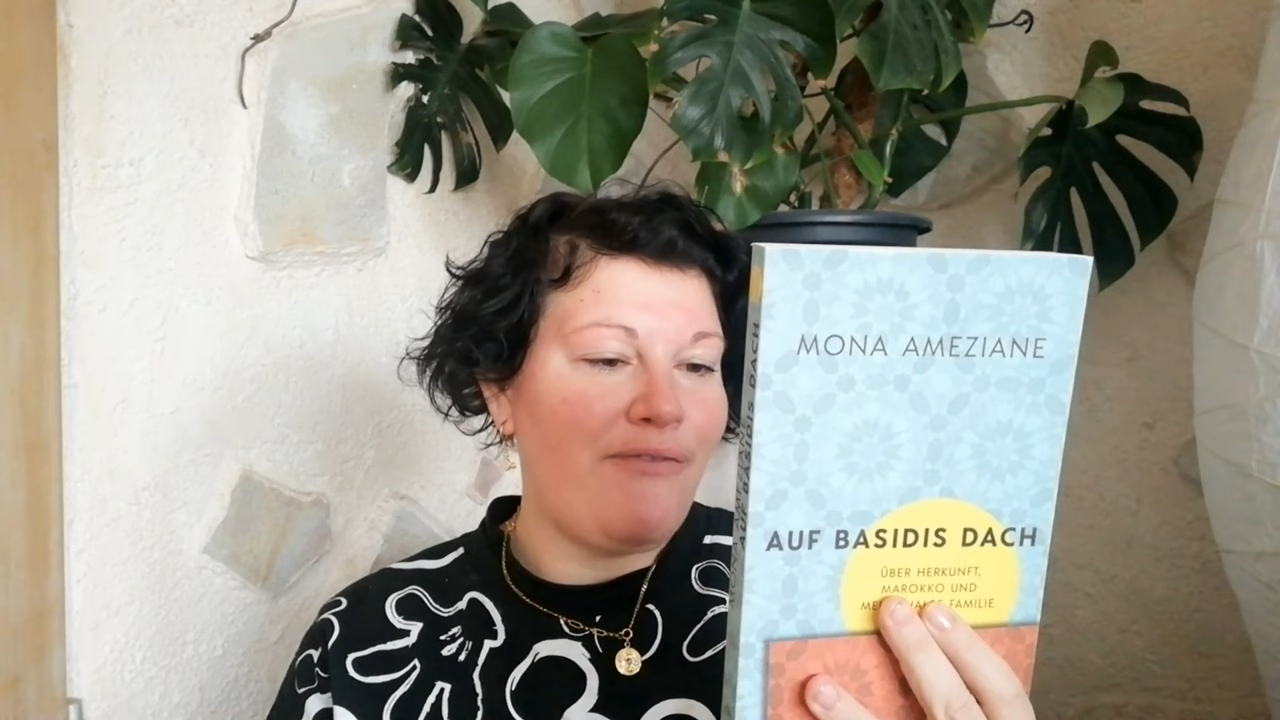 MONA AMEZIANE
AUF BASIDIS DACH
ÜBER HERKUNFT,
MAROKKO UND
FAMILIE
AUF BASIDIS DACH